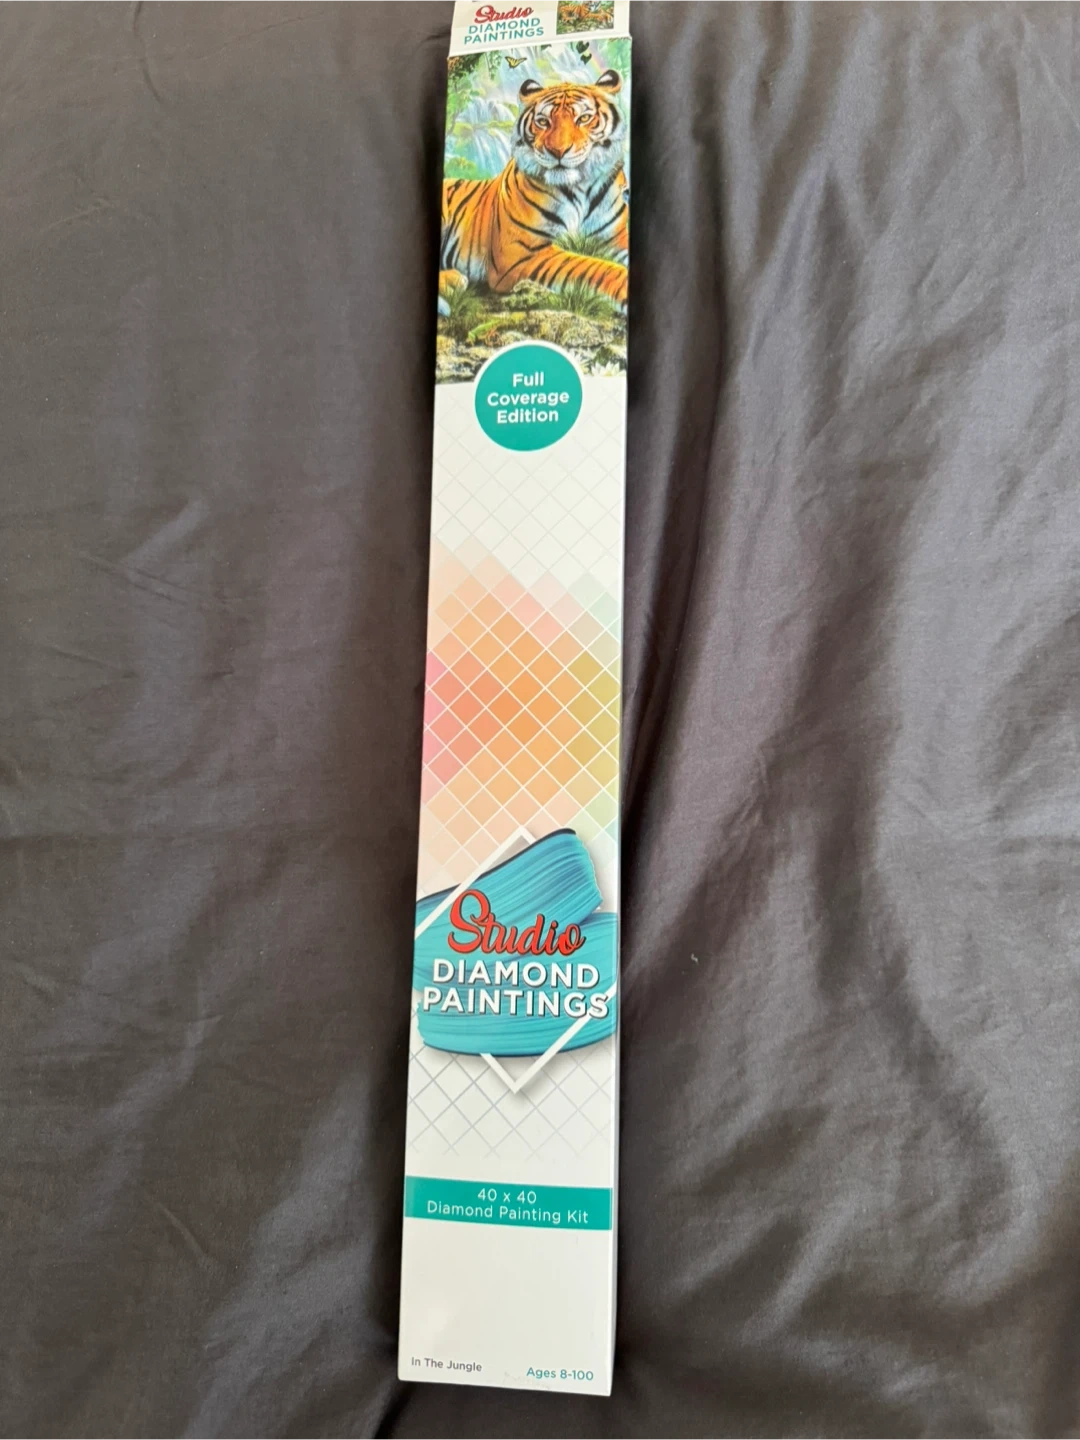 Studio
DIAMOND
PAINTINGS
Full
Coverage
Edition
Studio
DIAMOND
PAINTINGS
40 x 40
Diamond Painting Kit
In The Jungle
Ages 8-100